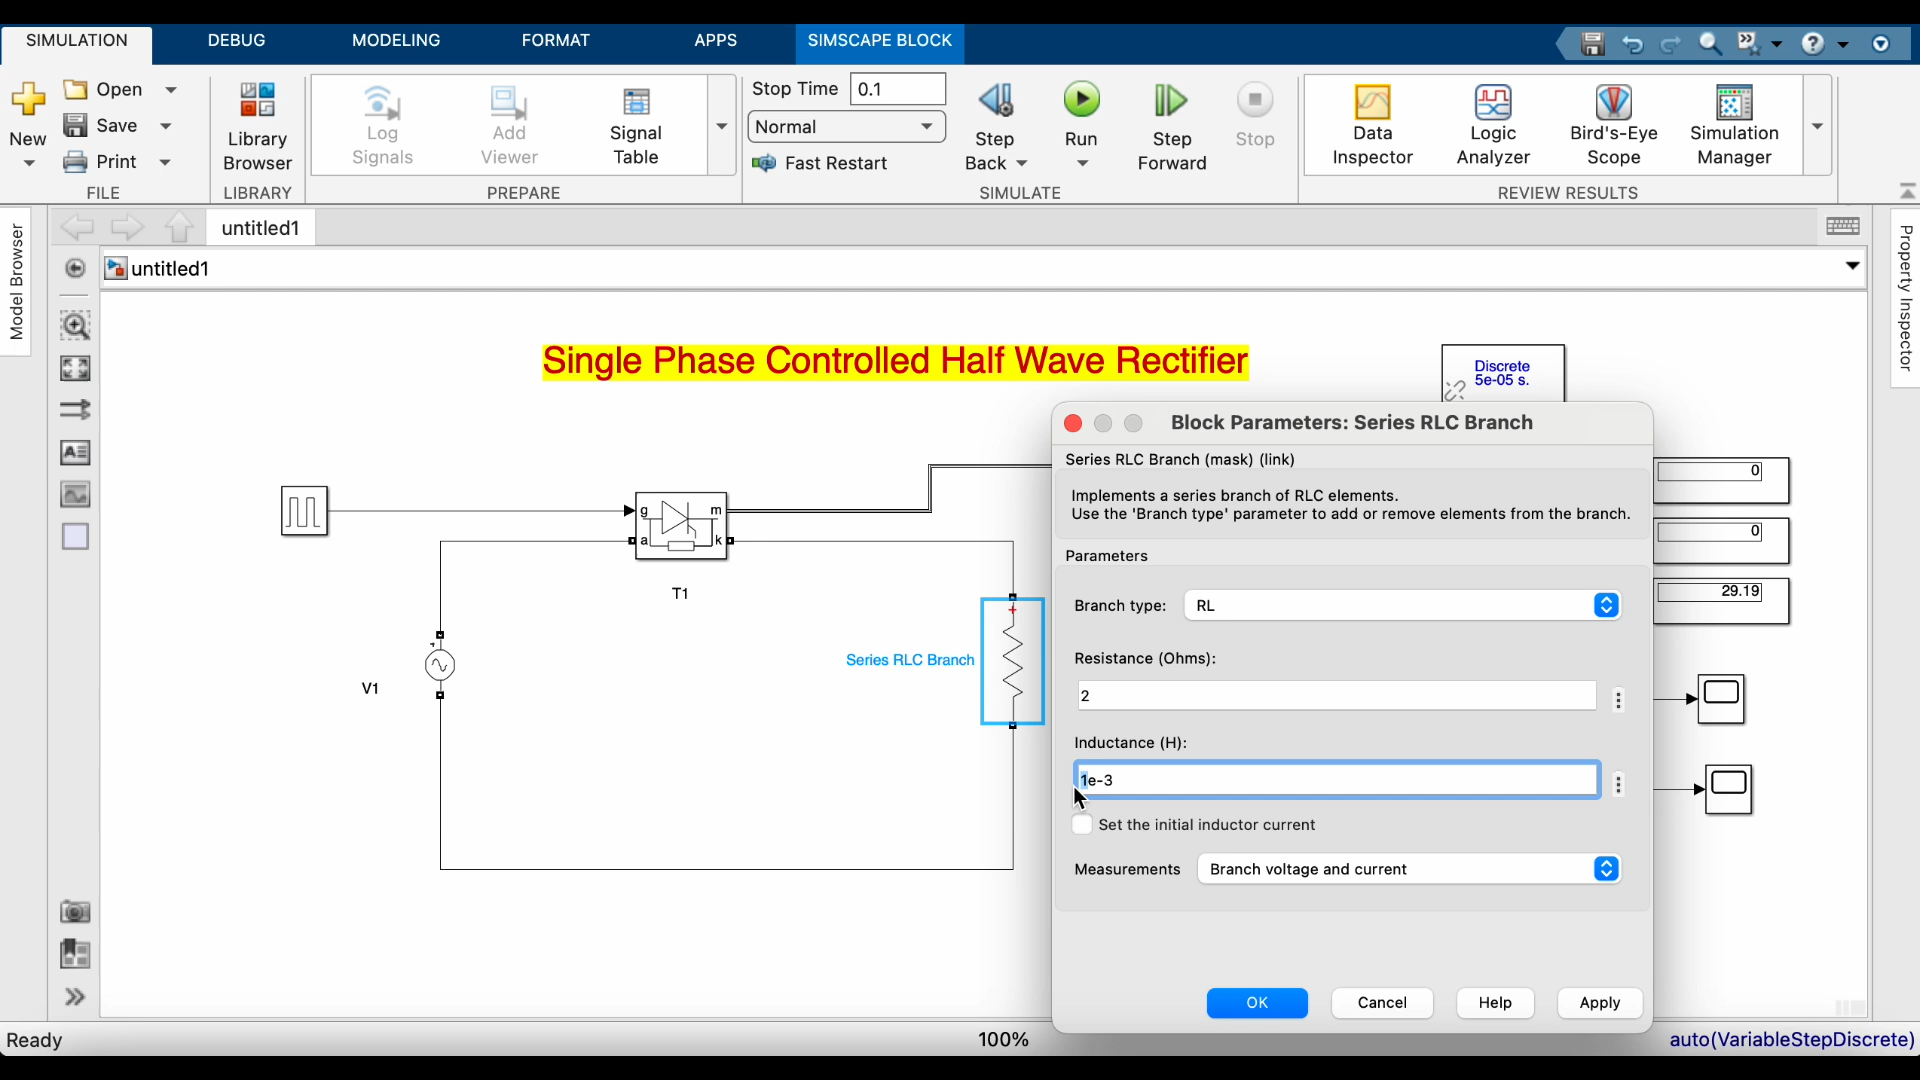 SIMULATION
DEBUG
MODELING
FORMAT
APPS
SIMSCAPE BLOCK
New
Open
Save
Print
FILE
Library
Browser
LIBRARY
Log
Signals
Add
Viewer
Signal
Table
PREPARE
Stop Time 0.1
Normal
Fast Restart
Step
Back
Run
Step
Forward
Stop
SIMULATE
Data
Inspector
Logic
Analyzer
Bird's-Eye
Scope
Simulation
Manager
REVIEW RESULTS
Model Browser
Property Inspector
untitled1
untitled1
Single Phase Controlled Half Wave Rectifier
Discrete
5e-05 s.
g m
a k
T1
V1
+
+
Series RLC Branch
0
0
29.19
Block Parameters: Series RLC Branch
Series RLC Branch (mask) (link)
Implements a series branch of RLC elements.
Use the 'Branch type' parameter to add or remove elements from the branch.
Parameters
Branch type: RL
Resistance (Ohms):
2
Inductance (H):
1e-3
Set the initial inductor current
Measurements Branch voltage and current
OK
Cancel
Help
Apply
Ready
100%
auto(VariableStepDiscrete)